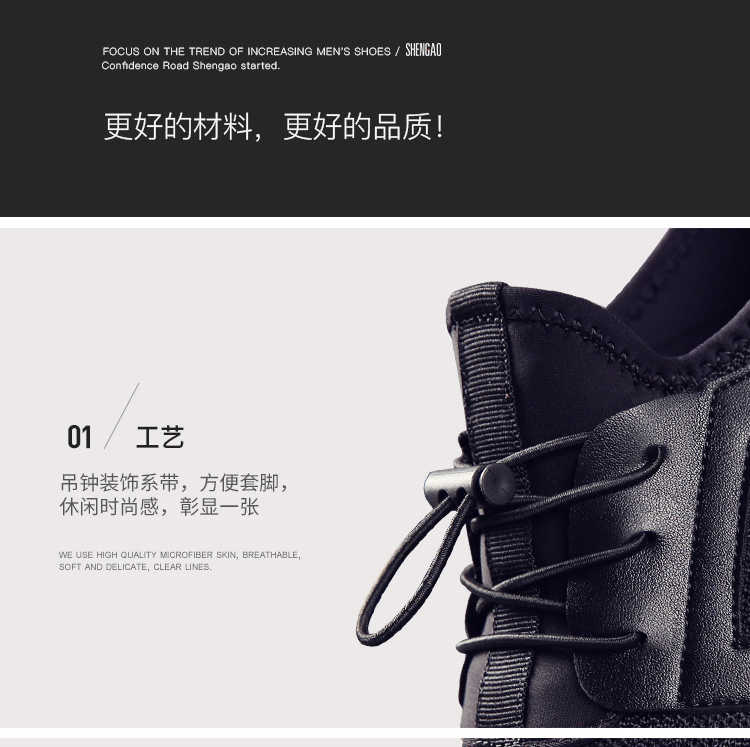 FOCUS ON THE TREND OF INCREASING MEN'S SHOES / SHENGAO
Confidence Road Shengao started.
更好的材料，更好的品质！
01 / 工艺
吊钟装饰系带，方便套脚，
休闲时尚感，彰显一张
WE USE HIGH QUALITY MICROFIBER SKIN, BREATHABLE,
SOFT AND DELICATE, CLEAR LINES.